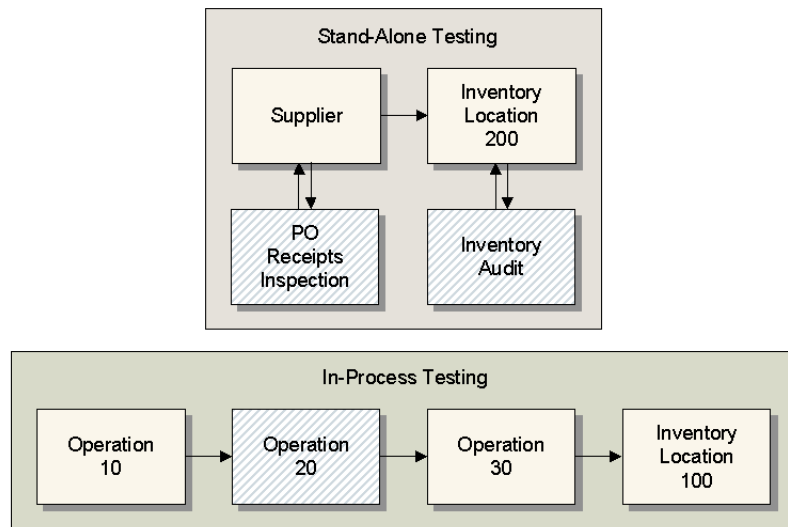 Stand-Alone Testing
Supplier
Inventory
Location
200
PO
Receipts
Inspection
Inventory
Audit
In-Process Testing
Operation
10
Operation
20
Operation
30
Inventory
Location
100